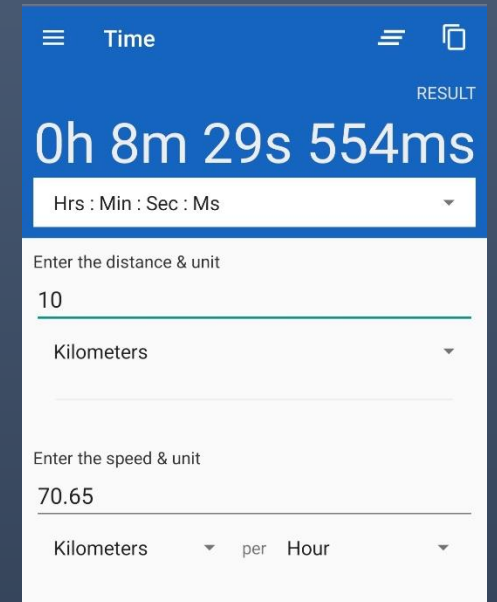 Time
RESULT
0h 8m 29s 554ms
Hrs : Min : Sec : Ms
Enter the distance & unit
10
Kilometers
Enter the speed & unit
70.65
Kilometers per Hour